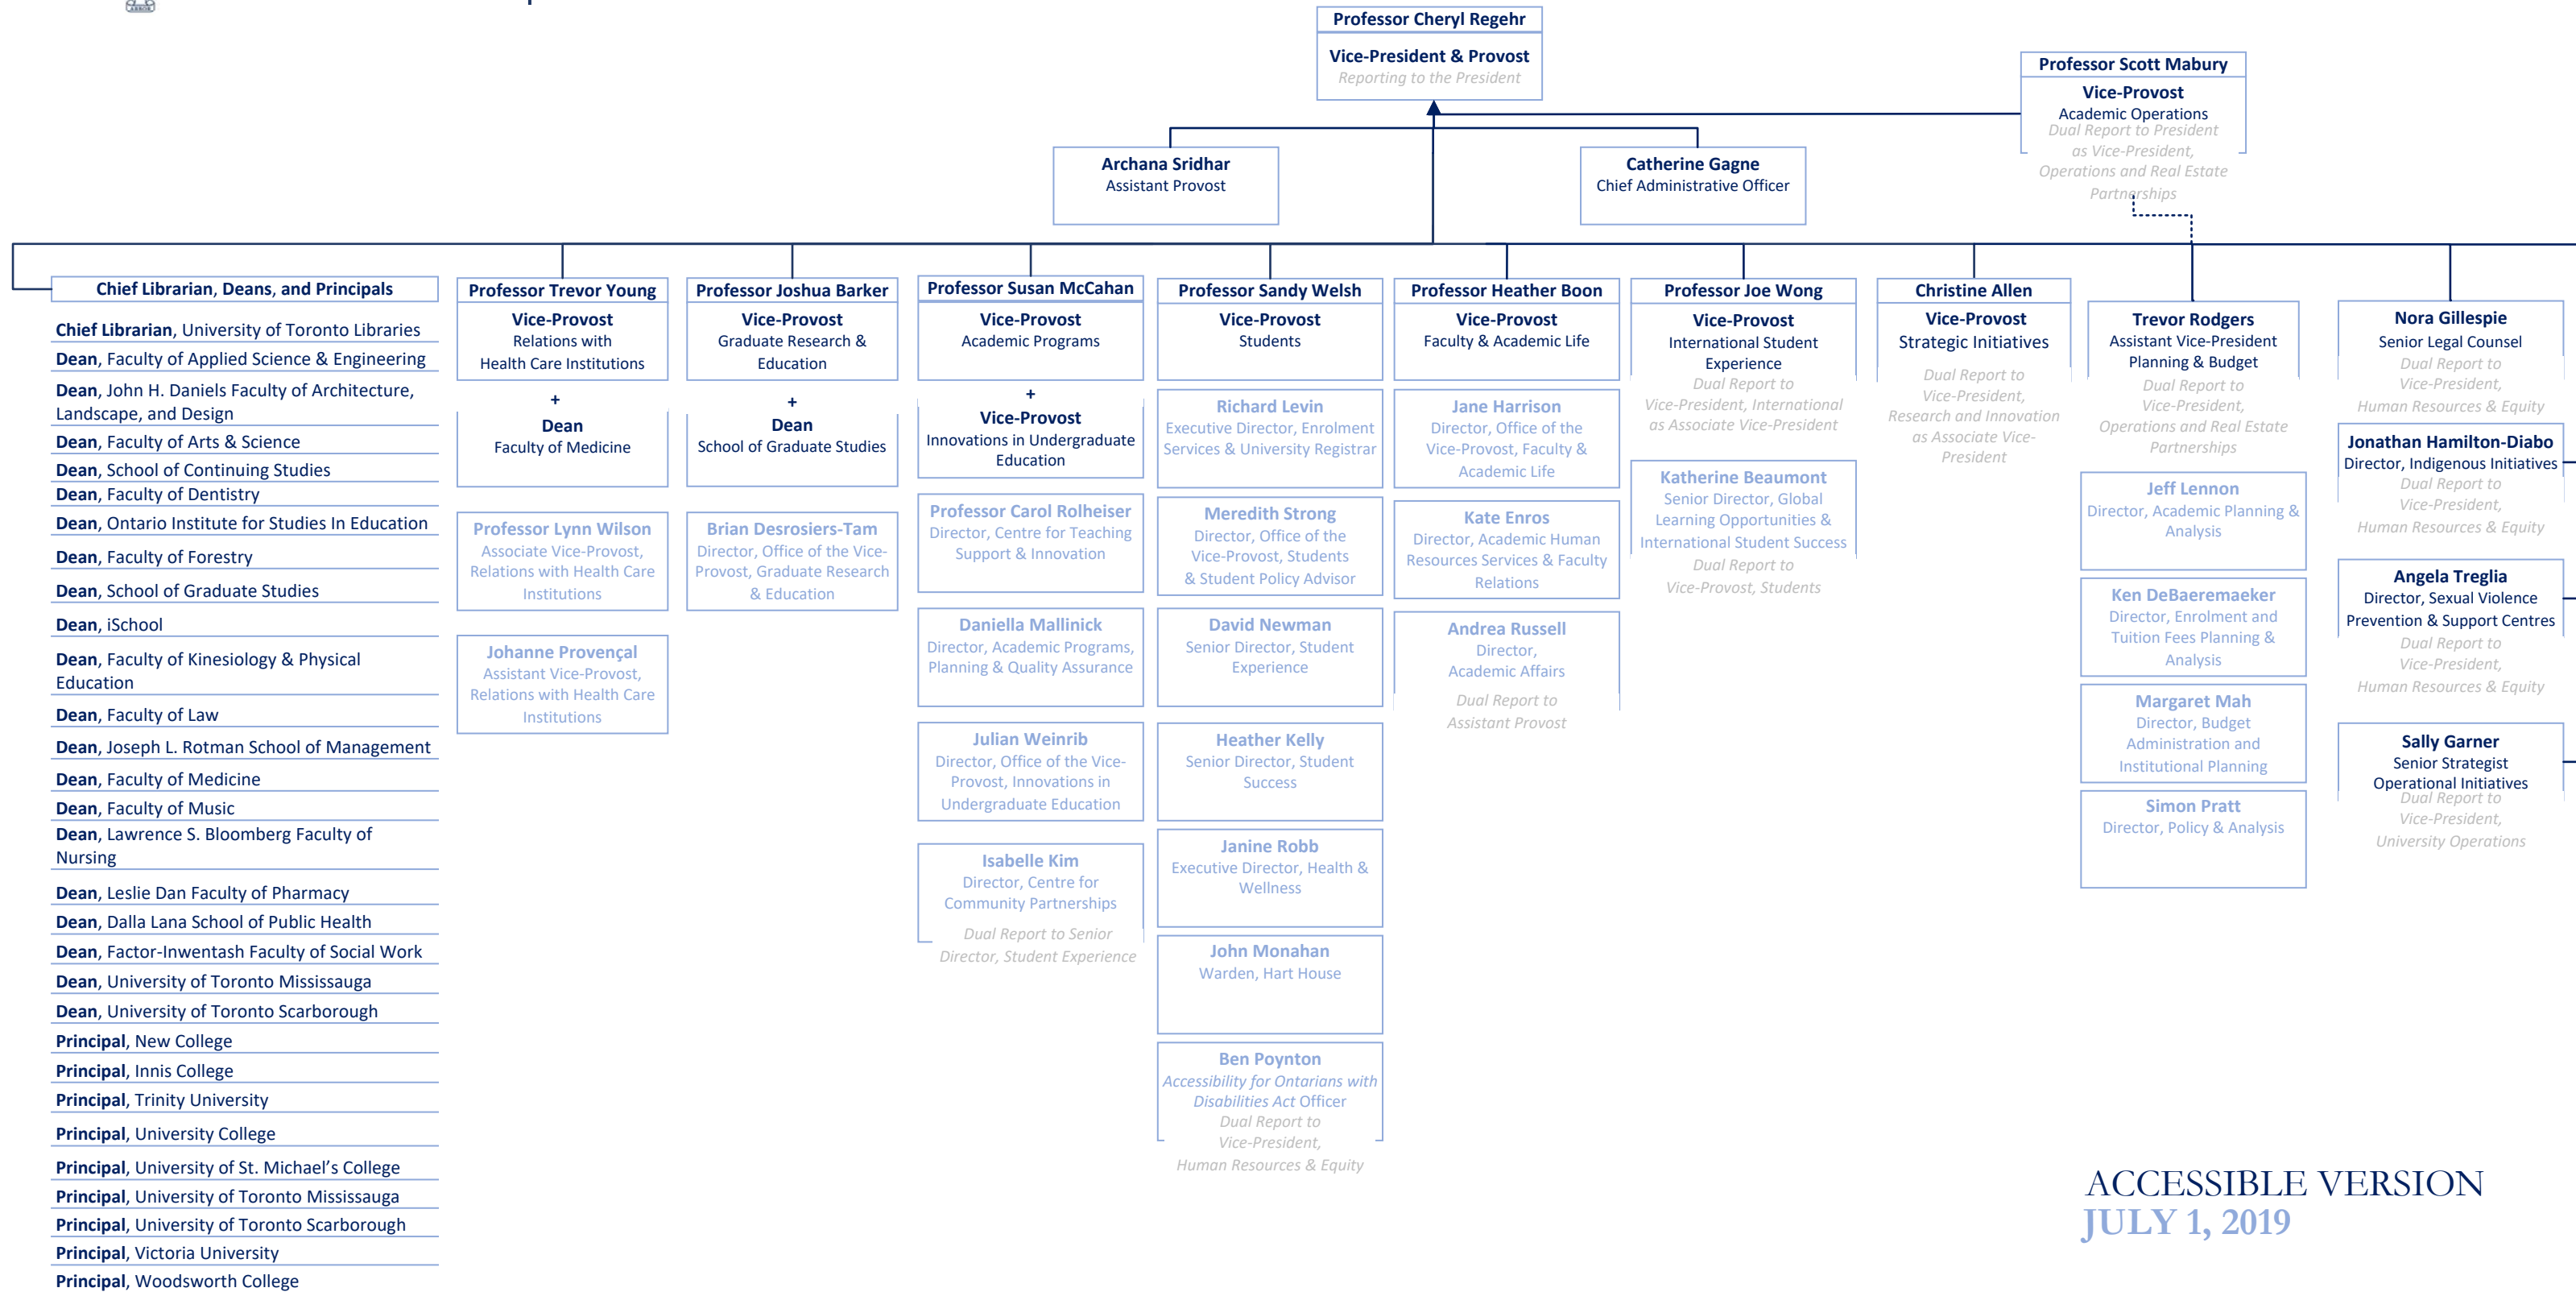 Professor Cheryl Regehr
Vice-President & Provost
Reporting to the President
Professor Scott Mabury
Vice-Provost
Academic Operations
Dual Report to President
as Vice-President,
Operations and Real Estate
Partnerships
Archana Sridhar
Assistant Provost
Catherine Gagne
Chief Administrative Officer
Chief Librarian, Deans, and Principals
Chief Librarian, University of Toronto Libraries
Dean, Faculty of Applied Science & Engineering
Dean, John H. Daniels Faculty of Architecture,
Landscape, and Design
Dean, Faculty of Arts & Science
Dean, School of Continuing Studies
Dean, Faculty of Dentistry
Dean, Ontario Institute for Studies In Education
Dean, Faculty of Forestry
Dean, School of Graduate Studies
Dean, iSchool
Dean, Faculty of Kinesiology & Physical
Education
Dean, Faculty of Law
Dean, Joseph L. Rotman School of Management
Dean, Faculty of Medicine
Dean, Faculty of Music
Dean, Lawrence S. Bloomberg Faculty of
Nursing
Dean, Leslie Dan Faculty of Pharmacy
Dean, Dalla Lana School of Public Health
Dean, Factor-Inwentash Faculty of Social Work
Dean, University of Toronto Mississauga
Dean, University of Toronto Scarborough
Principal, New College
Principal, Innis College
Principal, Trinity University
Principal, University College
Principal, University of St. Michael’s College
Principal, University of Toronto Mississauga
Principal, University of Toronto Scarborough
Principal, Victoria University
Principal, Woodsworth College
Professor Trevor Young
Vice-Provost
Relations with
Health Care Institutions
+
Dean
Faculty of Medicine
Professor Lynn Wilson
Associate Vice-Provost,
Relations with Health Care
Institutions
Johanne Provençal
Assistant Vice-Provost,
Relations with Health Care
Institutions
Professor Joshua Barker
Vice-Provost
Graduate Research &
Education
+
Dean
School of Graduate Studies
Brian Desrosiers-Tam
Director, Office of the Vice-
Provost, Graduate Research
& Education
Professor Susan McCahan
Vice-Provost
Academic Programs
+
Vice-Provost
Innovations in Undergraduate
Education
Professor Carol Rolheiser
Director, Centre for Teaching
Support & Innovation
Daniella Mallinick
Director, Academic Programs,
Planning & Quality Assurance
Julian Weinrib
Director, Office of the Vice-
Provost, Innovations in
Undergraduate Education
Isabelle Kim
Director, Centre for
Community Partnerships
Dual Report to Senior
Director, Student Experience
Professor Sandy Welsh
Vice-Provost
Students
Richard Levin
Executive Director, Enrolment
Services & University Registrar
Meredith Strong
Director, Office of the
Vice-Provost, Students
& Student Policy Advisor
David Newman
Senior Director, Student
Experience
Heather Kelly
Senior Director, Student
Success
Janine Robb
Executive Director, Health &
Wellness
John Monahan
Warden, Hart House
Ben Poynton
Accessibility for Ontarians with
Disabilities Act Officer
Dual Report to
Vice-President,
Human Resources & Equity
Professor Heather Boon
Vice-Provost
Faculty & Academic Life
Jane Harrison
Director, Office of the
Vice-Provost, Faculty &
Academic Life
Kate Enros
Director, Academic Human
Resources Services & Faculty
Relations
Andrea Russell
Director,
Academic Affairs
Dual Report to
Assistant Provost
Professor Joe Wong
Vice-Provost
International Student
Experience
Dual Report to
Vice-President, International
as Associate Vice-President
Katherine Beaumont
Senior Director, Global
Learning Opportunities &
International Student Success
Dual Report to
Vice-Provost, Students
Christine Allen
Vice-Provost
Strategic Initiatives
Dual Report to
Vice-President,
Research and Innovation
as Associate Vice-
President
Trevor Rodgers
Assistant Vice-President
Planning & Budget
Dual Report to
Vice-President,
Operations and Real Estate
Partnerships
Jeff Lennon
Director, Academic Planning &
Analysis
Ken DeBaeremaeker
Director, Enrolment and
Tuition Fees Planning &
Analysis
Margaret Mah
Director, Budget
Administration and
Institutional Planning
Simon Pratt
Director, Policy & Analysis
Nora Gillespie
Senior Legal Counsel
Dual Report to
Vice-President,
Human Resources & Equity
Jonathan Hamilton-Diabo
Director, Indigenous Initiatives
Dual Report to
Vice-President,
Human Resources & Equity
Angela Treglia
Director, Sexual Violence
Prevention & Support Centres
Dual Report to
Vice-President,
Human Resources & Equity
Sally Garner
Senior Strategist
Operational Initiatives
Dual Report to
Vice-President,
University Operations
ACCESSIBLE VERSION
JULY 1, 2019